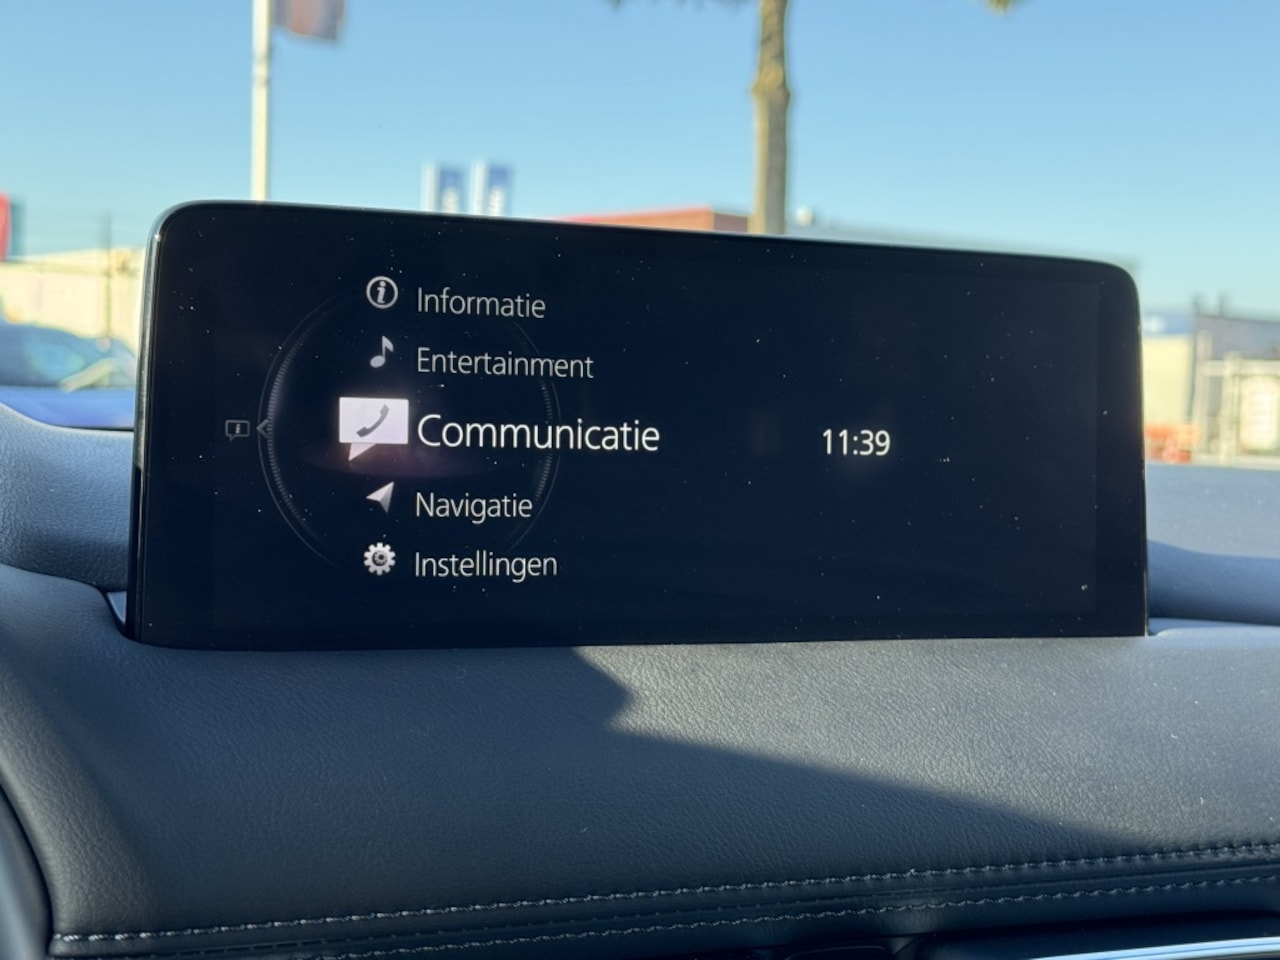 Informatie
Entertainment
Communicatie
11:39
Navigatie
Instellingen